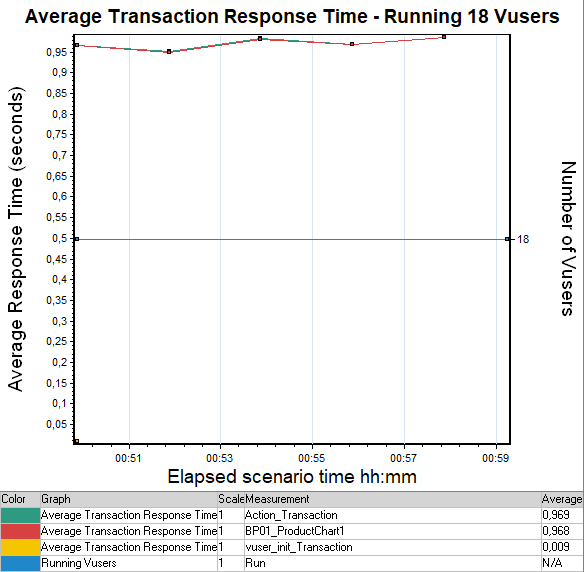 Average Transaction Response Time - Running 18 Vusers
Average Response Time (seconds)
0,95
0,9
0,85
0,8
0,75
0,7
0,65
0,6
0,55
0,5
0,45
0,4
0,35
0,3
0,25
0,2
0,15
0,1
0,05
18
Number of Vusers
00:51 00:53 00:55 00:57 00:59
Elapsed scenario time hh:mm
Color Graph Scale Measurement Average
Average Transaction Response Time 1 Action_Transaction 0,969
Average Transaction Response Time 1 BP01_ProductChart1 0,968
Average Transaction Response Time 1 vuser_init_Transaction 0,009
Running Vusers 1 Run N/A